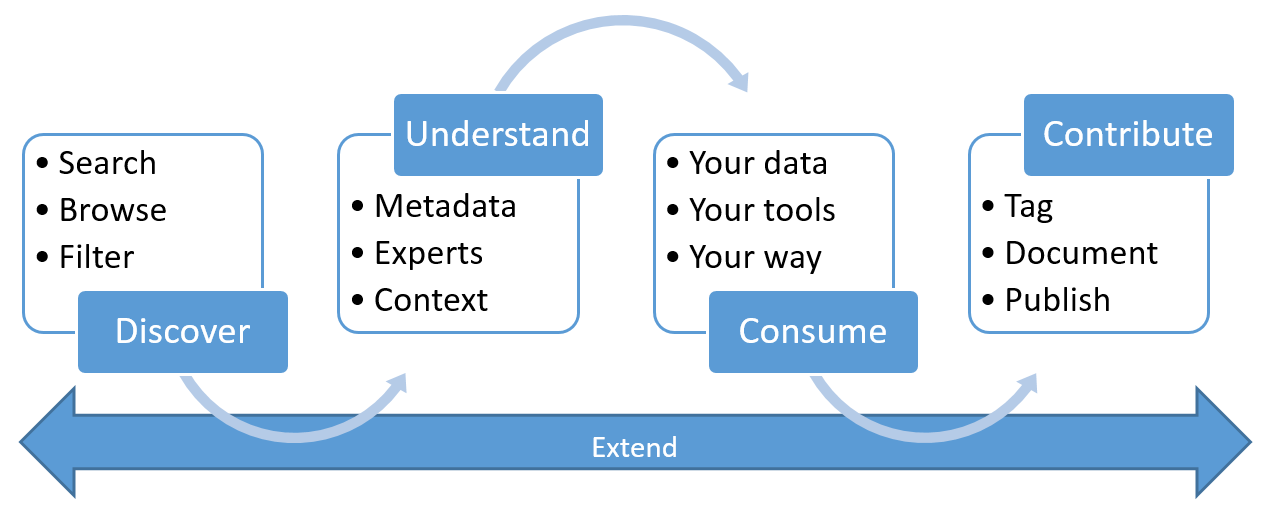 • Search
• Browse
• Filter
Discover
Understand
• Metadata
• Experts
• Context
• Your data
• Your tools
• Your way
Consume
Contribute
• Tag
• Document
• Publish
Extend